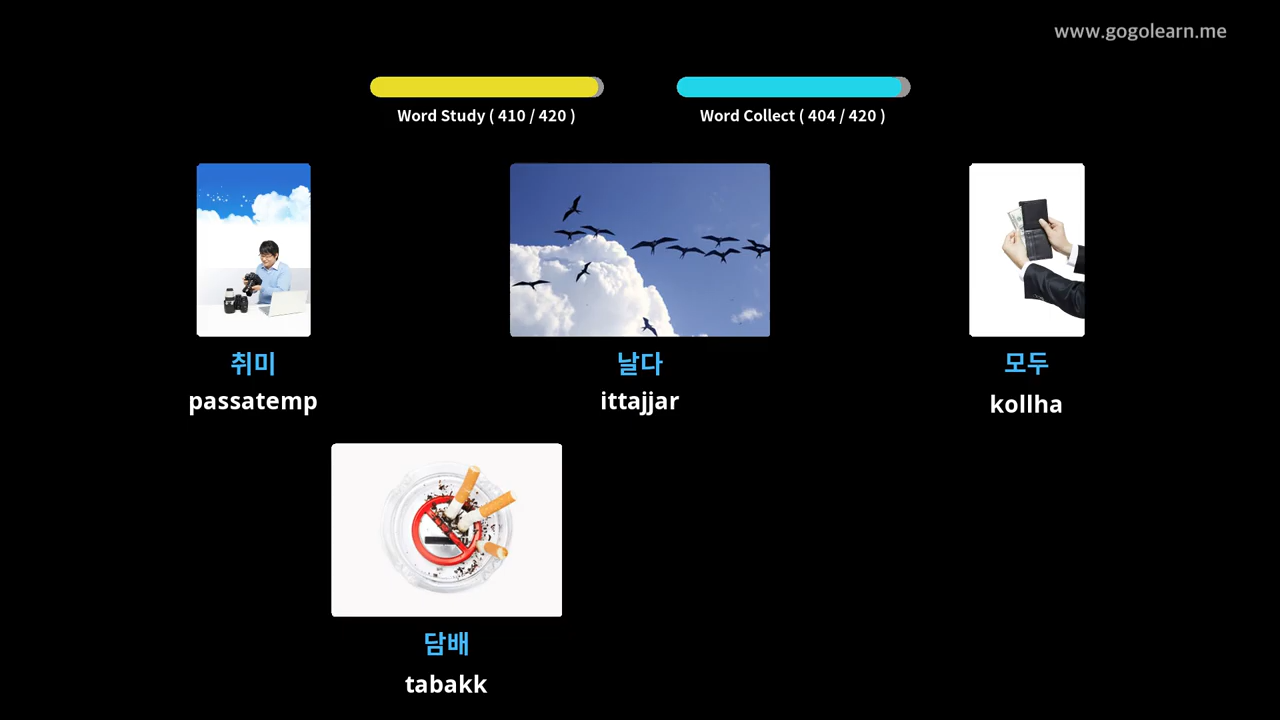 www.gogolearn.me
Word Study ( 410 / 420 )
Word Collect ( 404 / 420 )
취미
passatemp
날다
ittajjar
모두
kollha
담배
tabakk